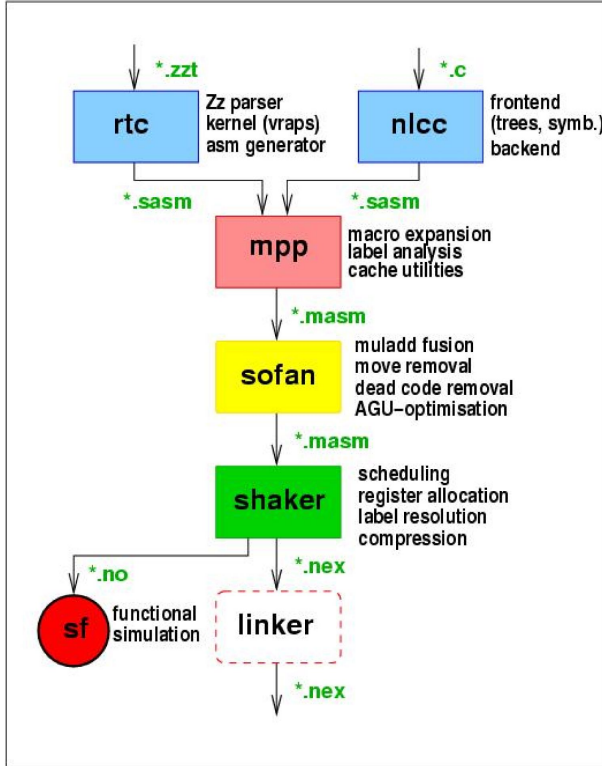 *.zzt
*.c
rtc
Zz parser
kernel (vraps)
asm generator
nlcc
frontend
(trees, symb.)
backend
*.sasm
*.sasm
mpp
macro expansion
label analysis
cache utilities
*.masm
sofan
muladd fusion
move removal
dead code removal
AGU–optimisation
*.masm
shaker
scheduling
register allocation
label resolution
compression
*.no
*.nex
sf
functional
simulation
linker
*.nex